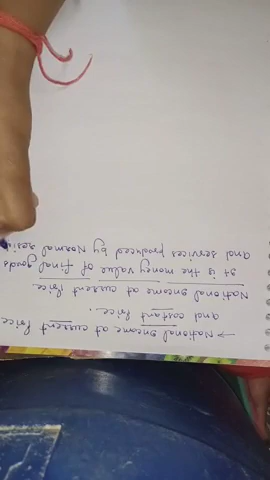 → National Income at current Price
and costant Price.
National Income at current Price
It is the money value of final goods
and services produced by Normal